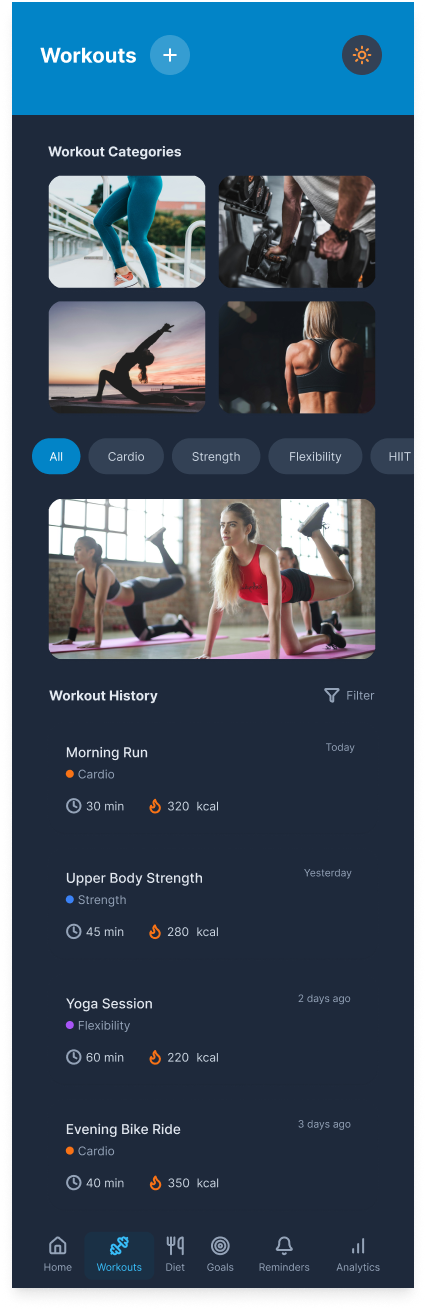 Workouts +
Workout Categories
All Cardio Strength Flexibility HIIT
Workout History Filter
Morning Run Today
Cardio
30 min 320 kcal
Upper Body Strength Yesterday
Strength
45 min 280 kcal
Yoga Session 2 days ago
Flexibility
60 min 220 kcal
Evening Bike Ride 3 days ago
Cardio
40 min 350 kcal
Home Workouts Diet Goals Reminders Analytics